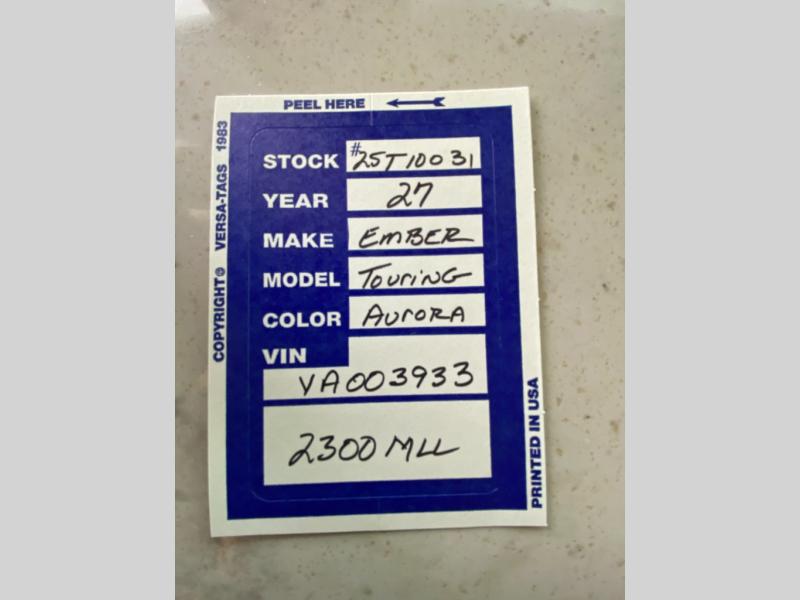 PEEL HERE
COPYRIGHT© VERSA-TAGS 1983
STOCK #25T10031
YEAR 27
MAKE EMBER
MODEL TOURING
COLOR AURORA
VIN
VA003933
2300 MLL
PRINTED IN USA